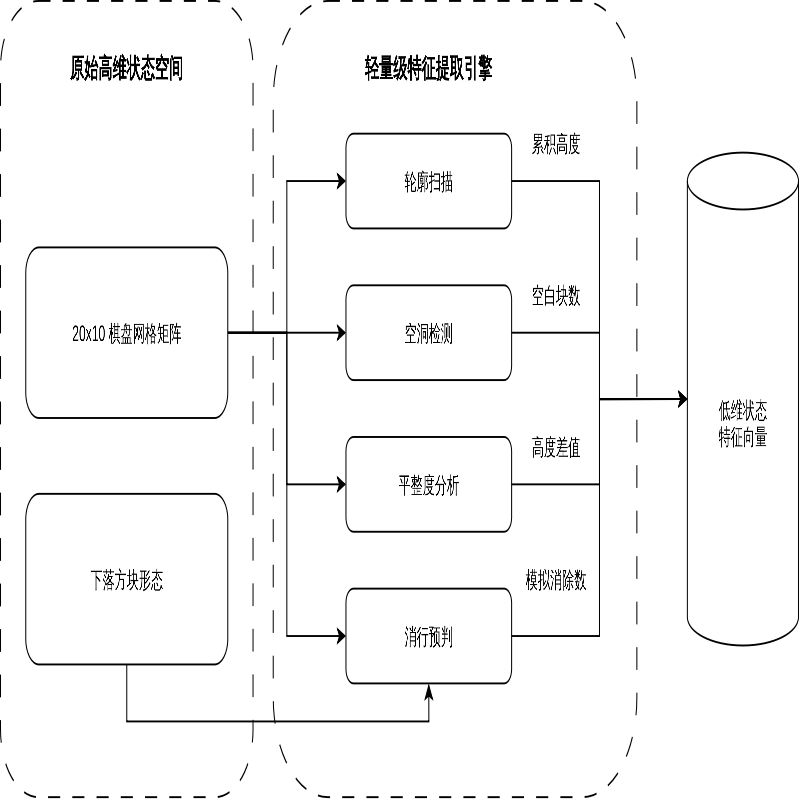 原始高维状态空间
轻量级特征提取引擎
20x10 棋盘网格矩阵
下落方块形态
轮廓扫描
累积高度
空洞检测
空白块数
平整度分析
高度差值
消行预判
模拟消除数
低维状态
特征向量